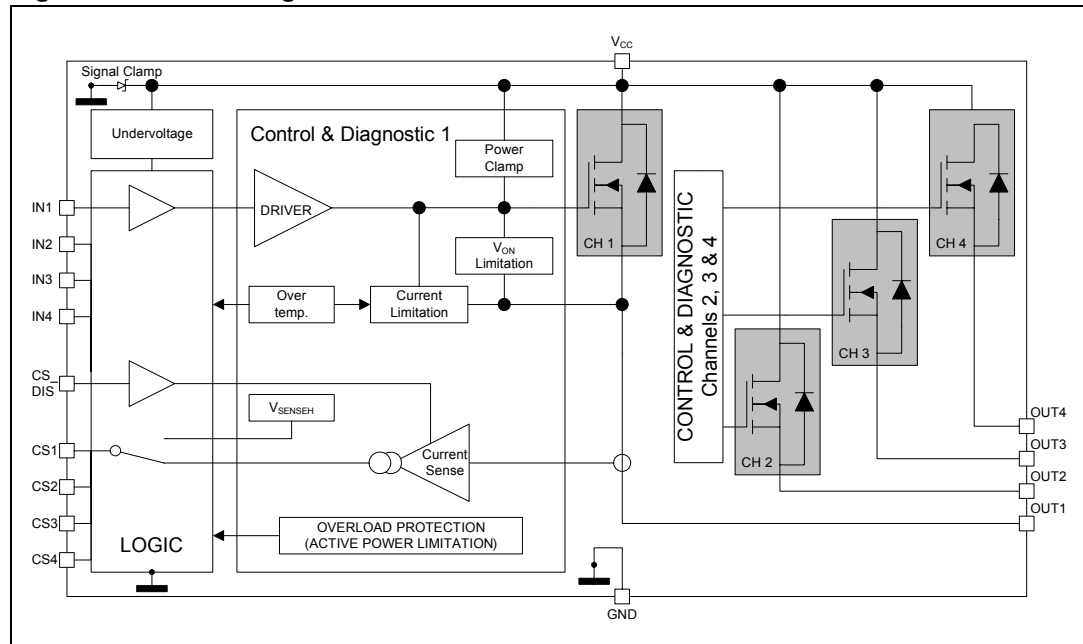 VCC
Signal Clamp
Undervoltage
Control & Diagnostic 1
Power
Clamp
IN1
DRIVER
IN2
IN3
IN4
VON
Limitation
CH 1
Over
temp.
Current
Limitation
CONTROL & DIAGNOSTIC
Channels 2, 3 & 4
CH 4
CH 3
CH 2
CS_
DIS
VSENSEH
CS1
Current
Sense
CS2
CS3
CS4
LOGIC
OVERLOAD PROTECTION
(ACTIVE POWER LIMITATION)
OUT4
OUT3
OUT2
OUT1
GND